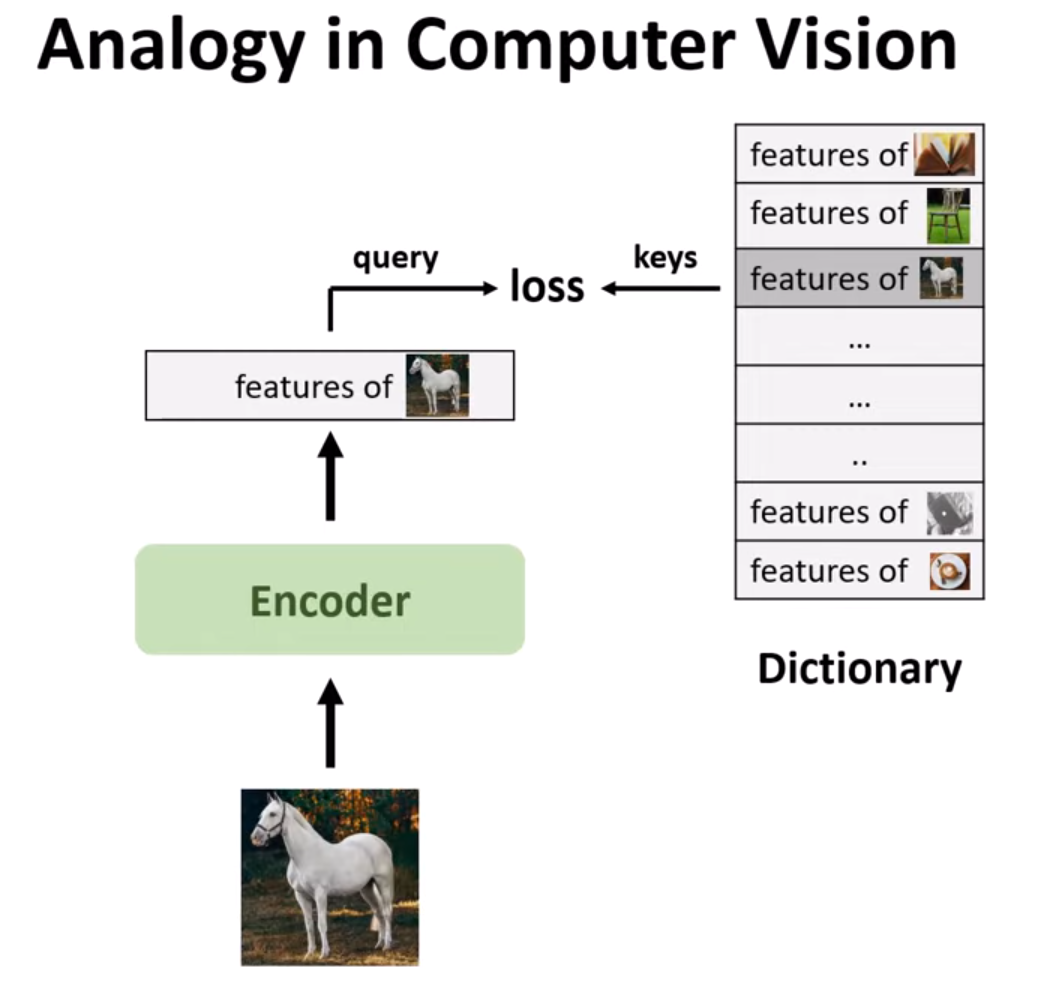 Analogy in Computer Vision
query
loss
keys
features of
Encoder
features of
features of
features of
...
...
..
features of
features of
Dictionary